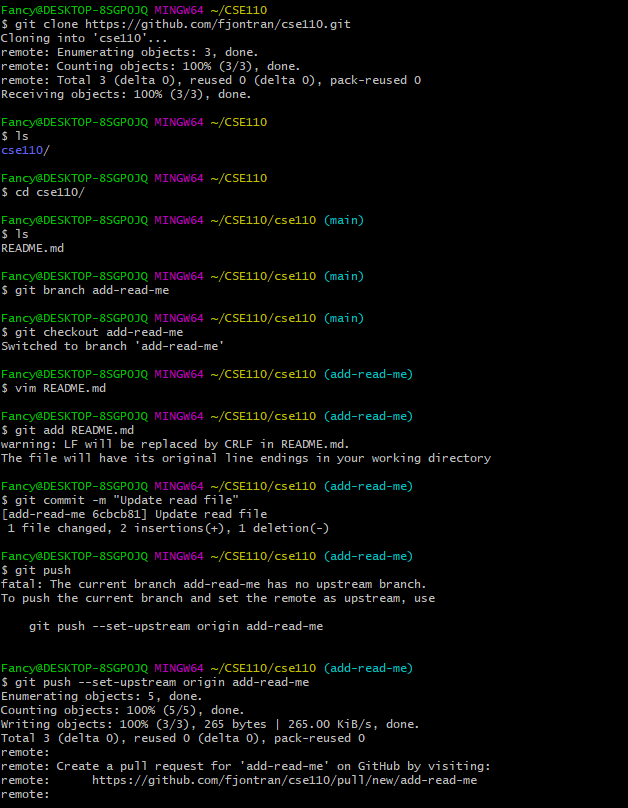 Fancy@DESKTOP-8SGPOJQ MINGW64 ~/CSE110
$ git clone https://github.com/fjontran/cse110.git
Cloning into 'cse110'...
remote: Enumerating objects: 3, done.
remote: Counting objects: 100% (3/3), done.
remote: Total 3 (delta 0), reused 0 (delta 0), pack-reused 0
Receiving objects: 100% (3/3), done.
Fancy@DESKTOP-8SGPOJQ MINGW64 ~/CSE110
$ ls
cse110/
Fancy@DESKTOP-8SGPOJQ MINGW64 ~/CSE110
$ cd cse110/
Fancy@DESKTOP-8SGPOJQ MINGW64 ~/CSE110/cse110 (main)
$ ls
README.md
Fancy@DESKTOP-8SGPOJQ MINGW64 ~/CSE110/cse110 (main)
$ git branch add-read-me
Fancy@DESKTOP-8SGPOJQ MINGW64 ~/CSE110/cse110 (main)
$ git checkout add-read-me
Switched to branch 'add-read-me'
Fancy@DESKTOP-8SGPOJQ MINGW64 ~/CSE110/cse110 (add-read-me)
$ vim README.md
Fancy@DESKTOP-8SGPOJQ MINGW64 ~/CSE110/cse110 (add-read-me)
$ git add README.md
warning: LF will be replaced by CRLF in README.md.
The file will have its original line endings in your working directory
Fancy@DESKTOP-8SGPOJQ MINGW64 ~/CSE110/cse110 (add-read-me)
$ git commit -m "Update read file"
[add-read-me 6cbcb81] Update read file
 1 file changed, 2 insertions(+), 1 deletion(-)
Fancy@DESKTOP-8SGPOJQ MINGW64 ~/CSE110/cse110 (add-read-me)
$ git push
fatal: The current branch add-read-me has no upstream branch.
To push the current branch and set the remote as upstream, use
    git push --set-upstream origin add-read-me
Fancy@DESKTOP-8SGPOJQ MINGW64 ~/CSE110/cse110 (add-read-me)
$ git push --set-upstream origin add-read-me
Enumerating objects: 5, done.
Counting objects: 100% (5/5), done.
Writing objects: 100% (3/3), 265 bytes | 265.00 KiB/s, done.
Total 3 (delta 0), reused 0 (delta 0), pack-reused 0
remote:
remote: Create a pull request for 'add-read-me' on GitHub by visiting:
remote:      https://github.com/fjontran/cse110/pull/new/add-read-me
remote: